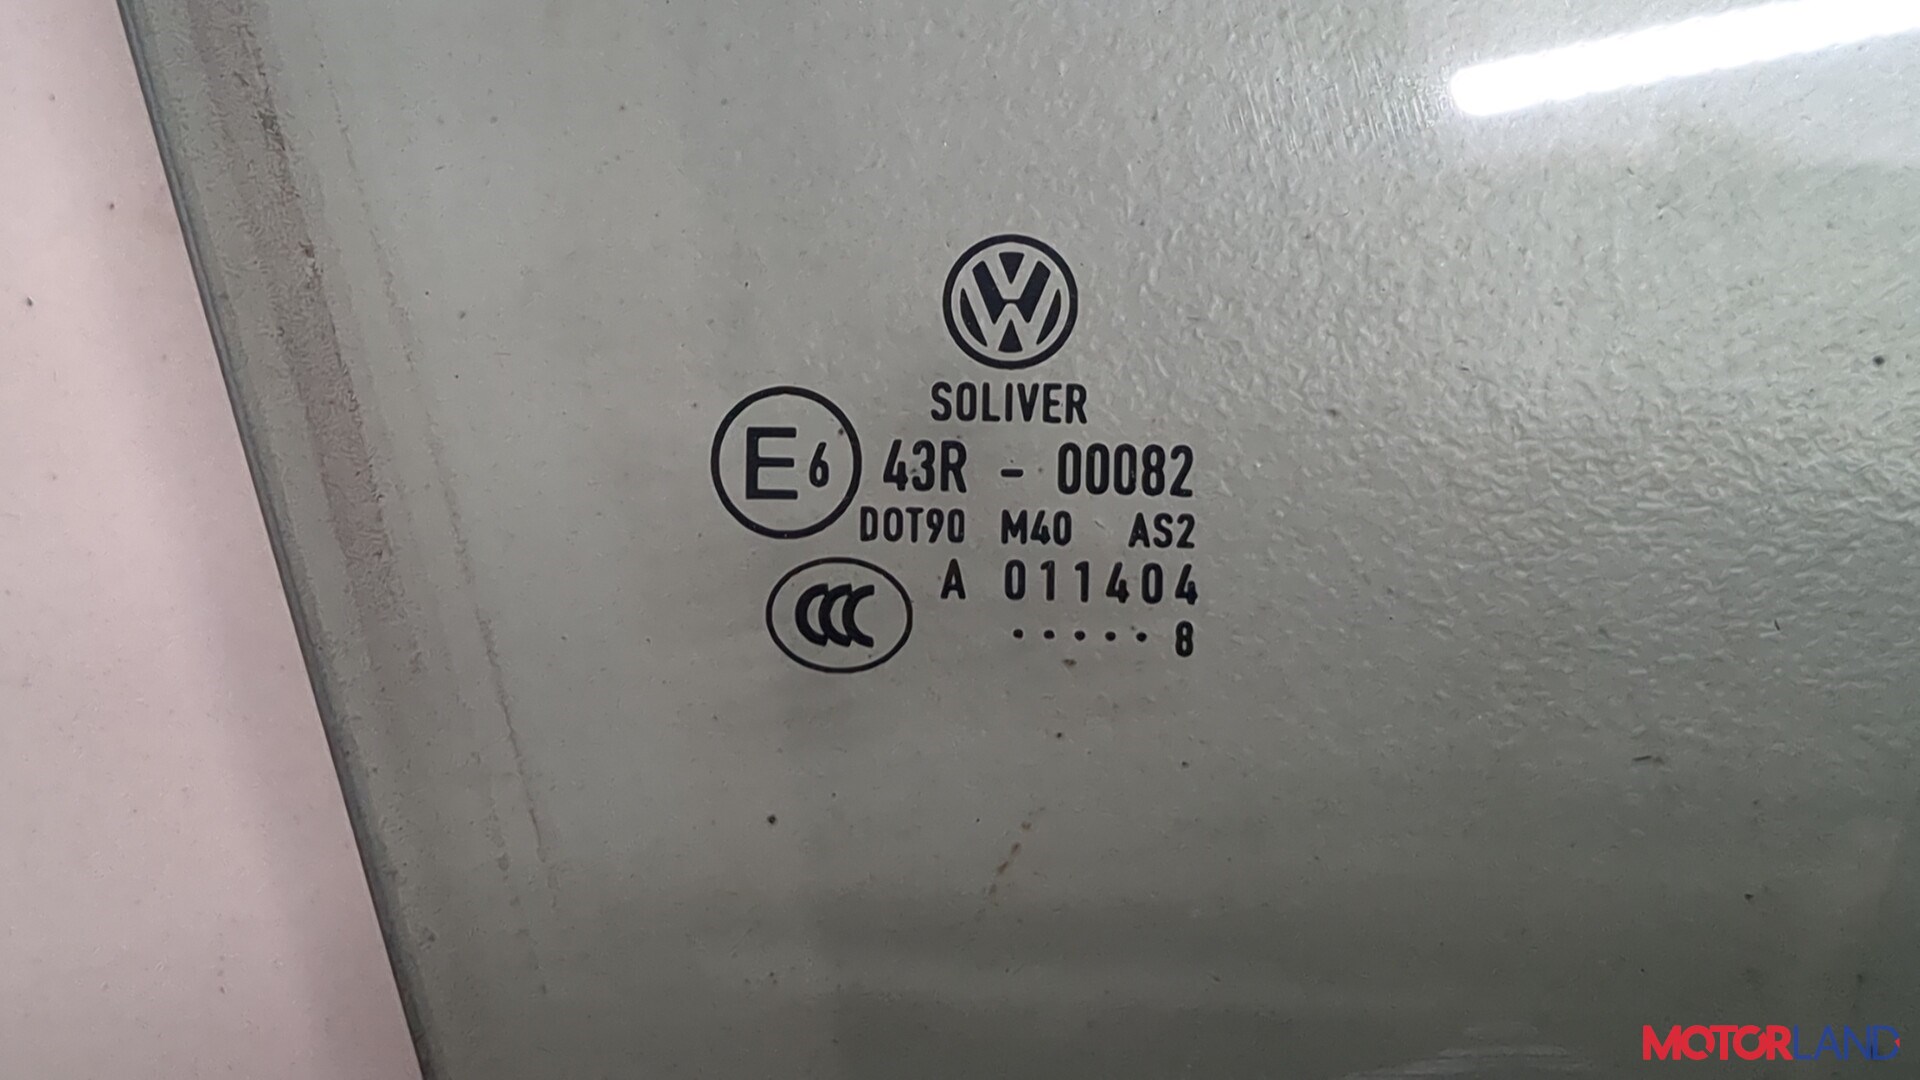 SOLIVER
E6 43R - 00082
DOT90 M40 AS2
CCC A 011404
· · · · · 8
MOTORLAND